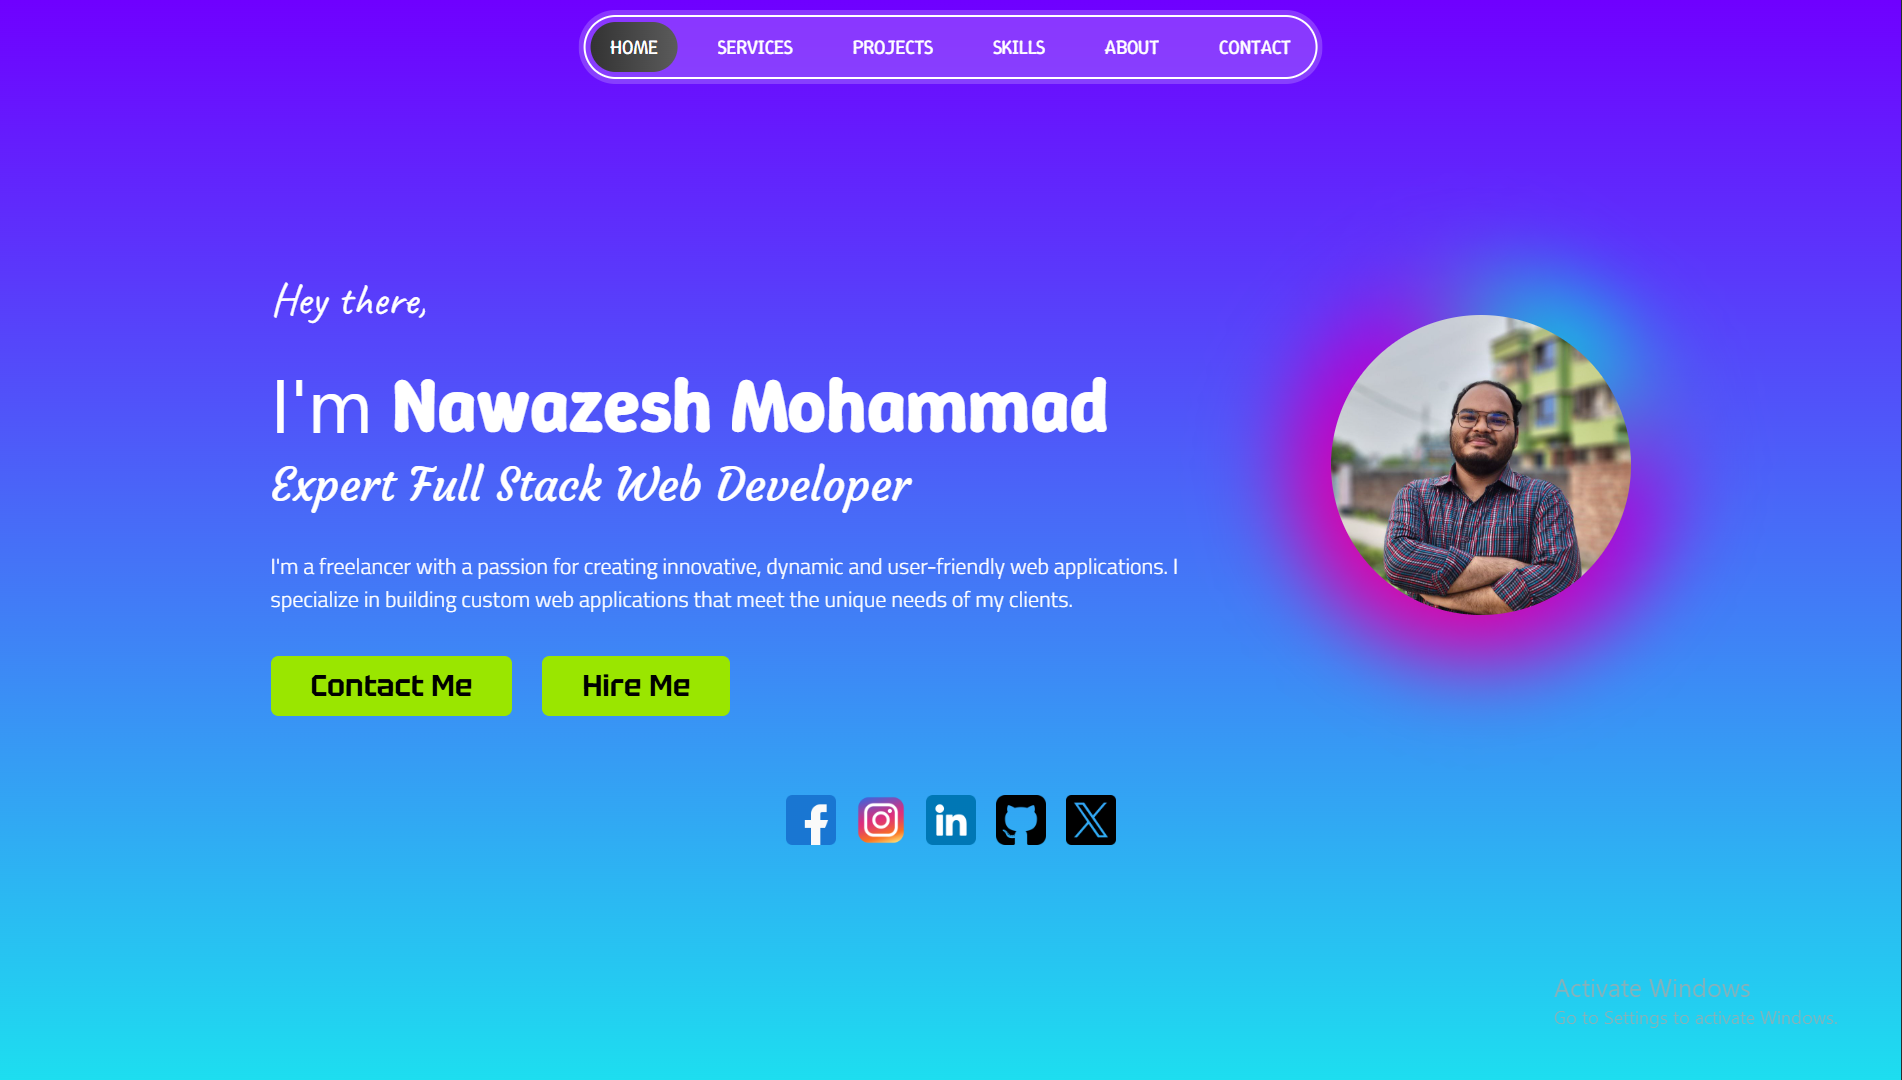 HOME SERVICES PROJECTS SKILLS ABOUT CONTACT
Hey there,
I'm Nawazesh Mohammad
Expert Full Stack Web Developer
I'm a freelancer with a passion for creating innovative, dynamic and user-friendly web applications. I
specialize in building custom web applications that meet the unique needs of my clients.
Contact Me Hire Me
in
Activate Windows
Go to Settings to activate Windows.